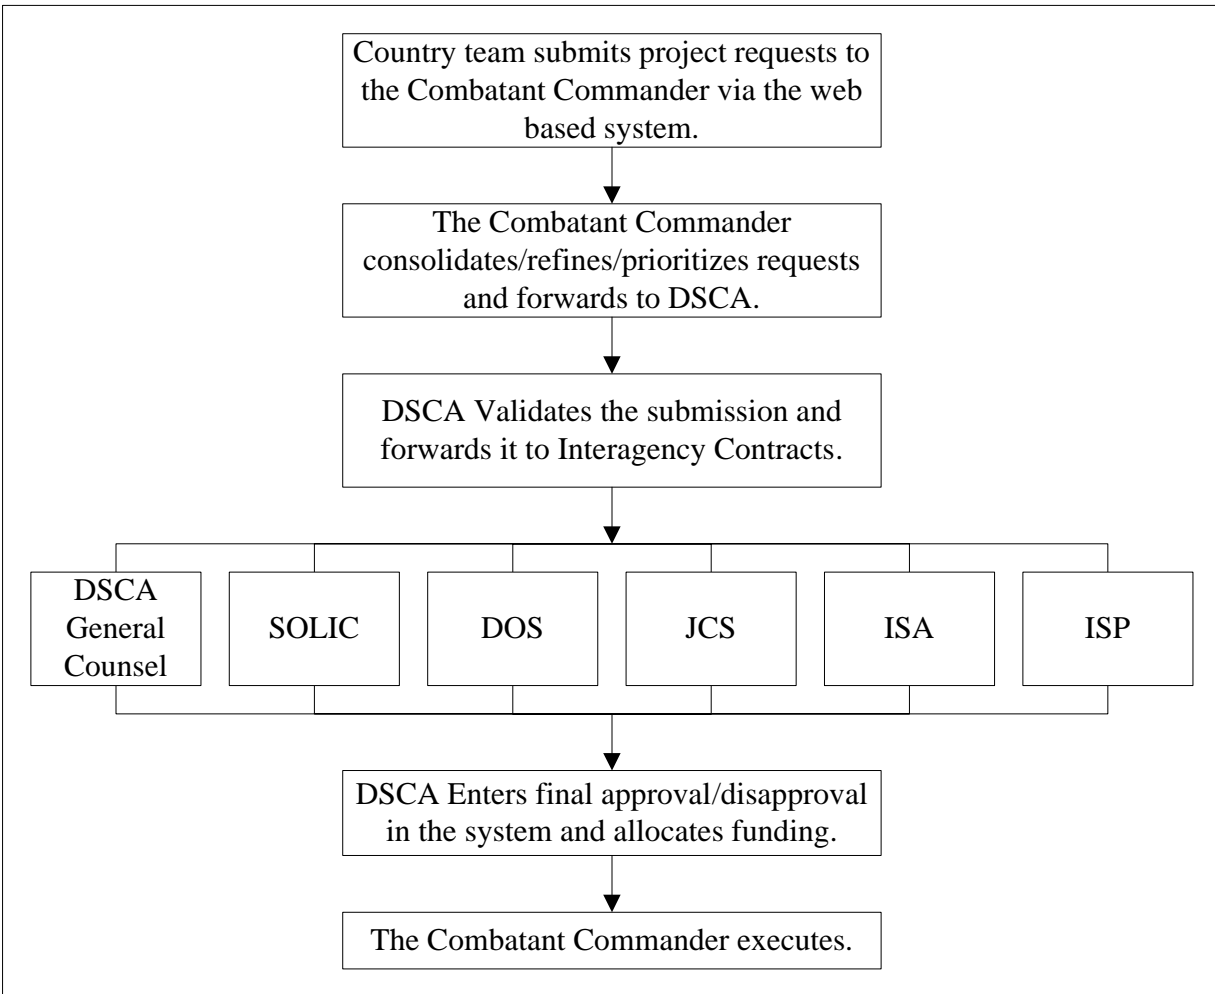 Country team submits project requests to
the Combatant Commander via the web
based system.
The Combatant Commander
consolidates/refines/prioritizes requests
and forwards to DSCA.
DSCA Validates the submission and
forwards it to Interagency Contracts.
DSCA
General
Counsel
SOLIC
DOS
JCS
ISA
ISP
DSCA Enters final approval/disapproval
in the system and allocates funding.
The Combatant Commander executes.